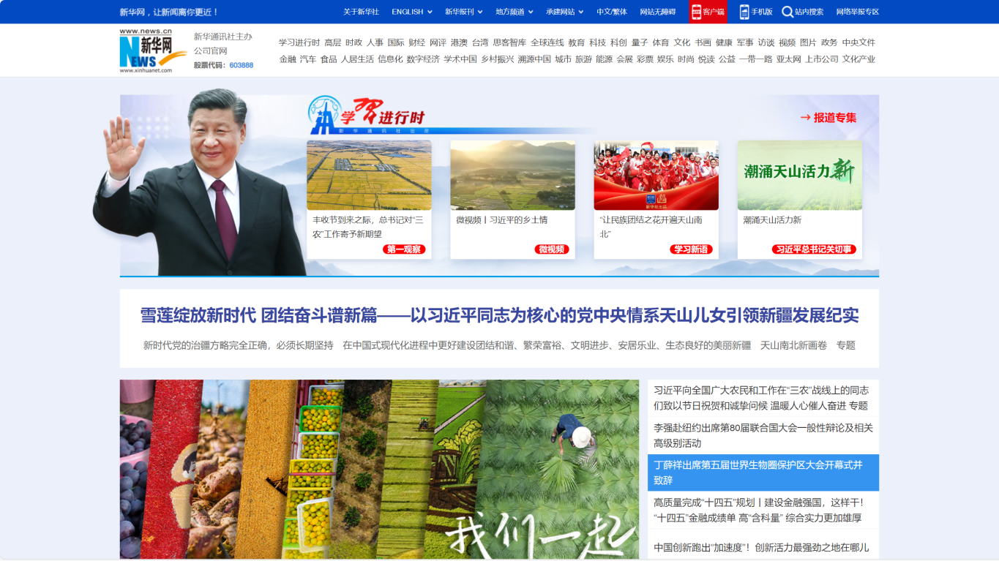 新华网，让新闻离你更近！ 关于新华社 ENGLISH 新华报刊 地方频道 承建网站 中文/繁体 网站无障碍 客户端 手机版 站内搜索 网络举报专区
www.news.cn
新华网
NEWS
www.xinhuanet.com
新华通讯社主办
公司官网
股票代码：603888
学习进行时 高层 时政 人事 国际 财经 网评 港澳 台湾 思客智库 全球连线 教育 科技 科创 量子 体育 文化 书画 健康 军事 访谈 视频 图片 政务 中央文件
金融 汽车 食品 人居生活 信息化 数字经济 学术中国 乡村振兴 溯源中国 城市 旅游 能源 会展 彩票 娱乐 时尚 悦读 公益 一带一路 亚太网 上市公司 文化产业
学习进行时
新华通讯社出品
→ 报道专集
丰收节到来之际，总书记对“三
农”工作寄予新期望
第一观察
微视频丨习近平的乡土情
微视频
新华社出品
“让民族团结之花开遍天山南
北”
学习新语
潮涌天山活力新
潮涌天山活力新
习近平总书记关切事
雪莲绽放新时代 团结奋斗谱新篇——以习近平同志为核心的党中央情系天山儿女引领新疆发展纪实
新时代党的治疆方略完全正确，必须长期坚持 在中国式现代化进程中更好建设团结和谐、繁荣富裕、文明进步、安居乐业、生态良好的美丽新疆 天山南北新画卷 专题
我们一起
习近平向全国广大农民和工作在“三农”战线上的同志
们致以节日祝贺和诚挚问候 温暖人心催人奋进 专题
李强赴纽约出席第80届联合国大会一般性辩论及相关
高级别活动
丁薛祥出席第五届世界生物圈保护区大会开幕式并
致辞
高质量完成“十四五”规划丨建设金融强国，这样干！
“十四五”金融成绩单 高“含科量” 综合实力更加雄厚
中国创新跑出“加速度”！创新活力最强劲之地在哪儿